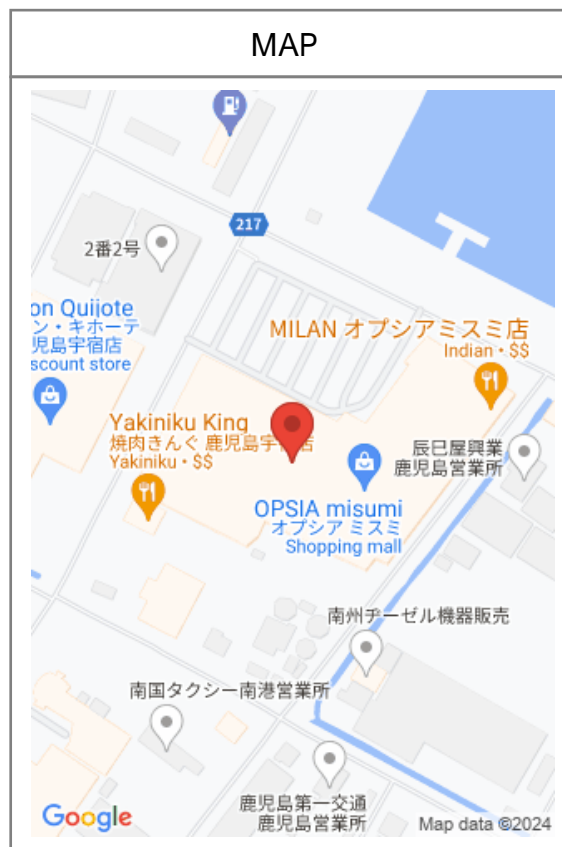 MAP
217
2番2号
on Quijote
ン・キホーテ
児島宇宿店
scount store
MILAN オプシアミスミ店
Indian・$$
Yakiniku King
焼肉きんぐ 鹿児島宇宿店
Yakiniku・$$
辰巳屋興業
鹿児島営業所
OPSIA misumi
オプシア ミスミ
Shopping mall
南州ヂーゼル機器販売
南国タクシー南港営業所
鹿児島第一交通
鹿児島営業所
Google
Map data ©2024